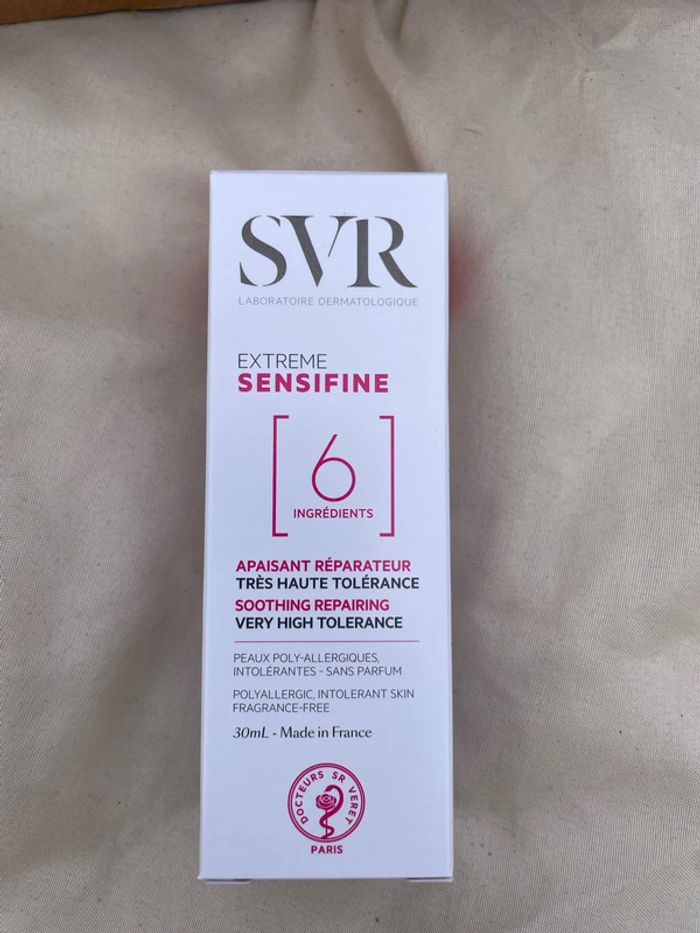 SVR
LABORATOIRE DERMATOLOGIQUE
EXTREME
SENSIFINE
6
INGRÉDIENTS
APAISANT RÉPARATEUR
TRÈS HAUTE TOLÉRANCE
SOOTHING REPAIRING
VERY HIGH TOLERANCE
PEAUX POLY-ALLERGIQUES,
INTOLÉRANTES - SANS PARFUM
POLYALLERGIC, INTOLERANT SKIN
FRAGRANCE-FREE
30mL - Made in France
DOCTEURS SR VERET
PARIS